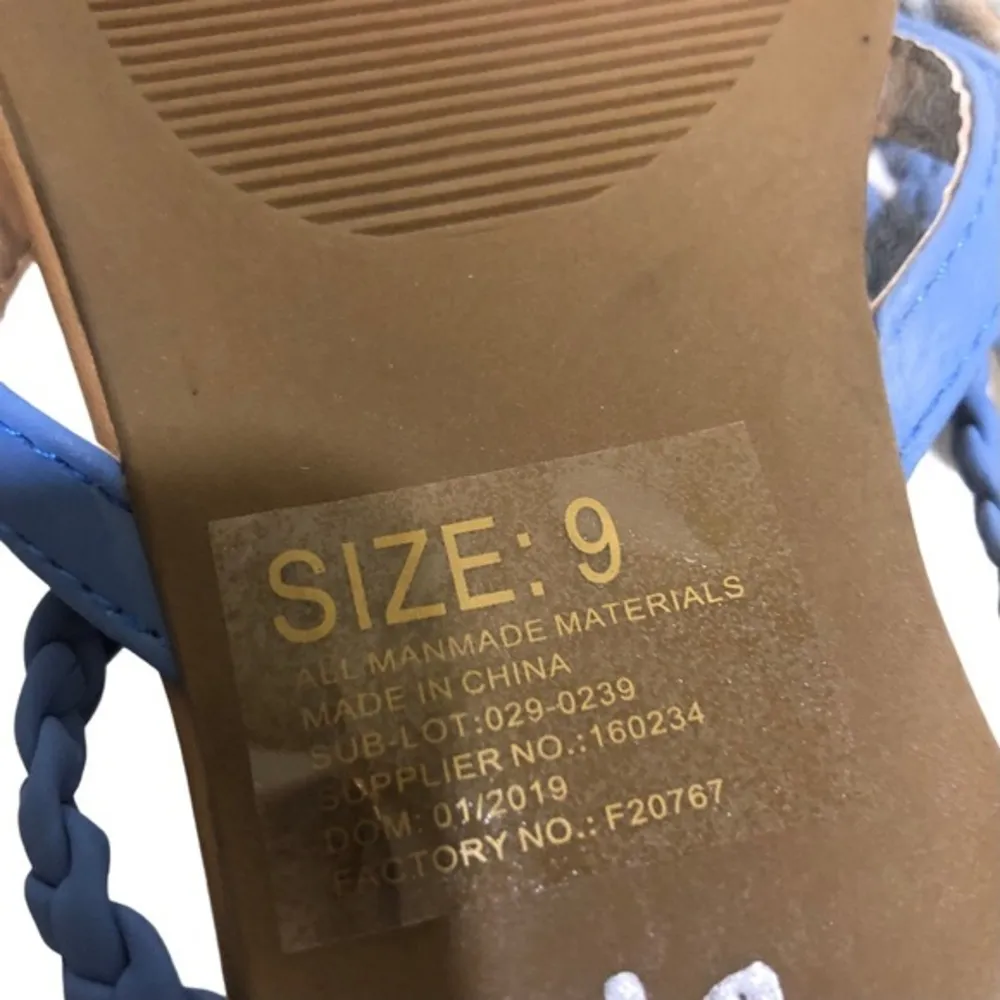 SIZE: 9
ALL MANMADE MATERIALS
MADE IN CHINA
SUB-LOT:029-0239
SUPPLIER NO.:160234
DOM: 01/2019
FACTORY NO.: F20767